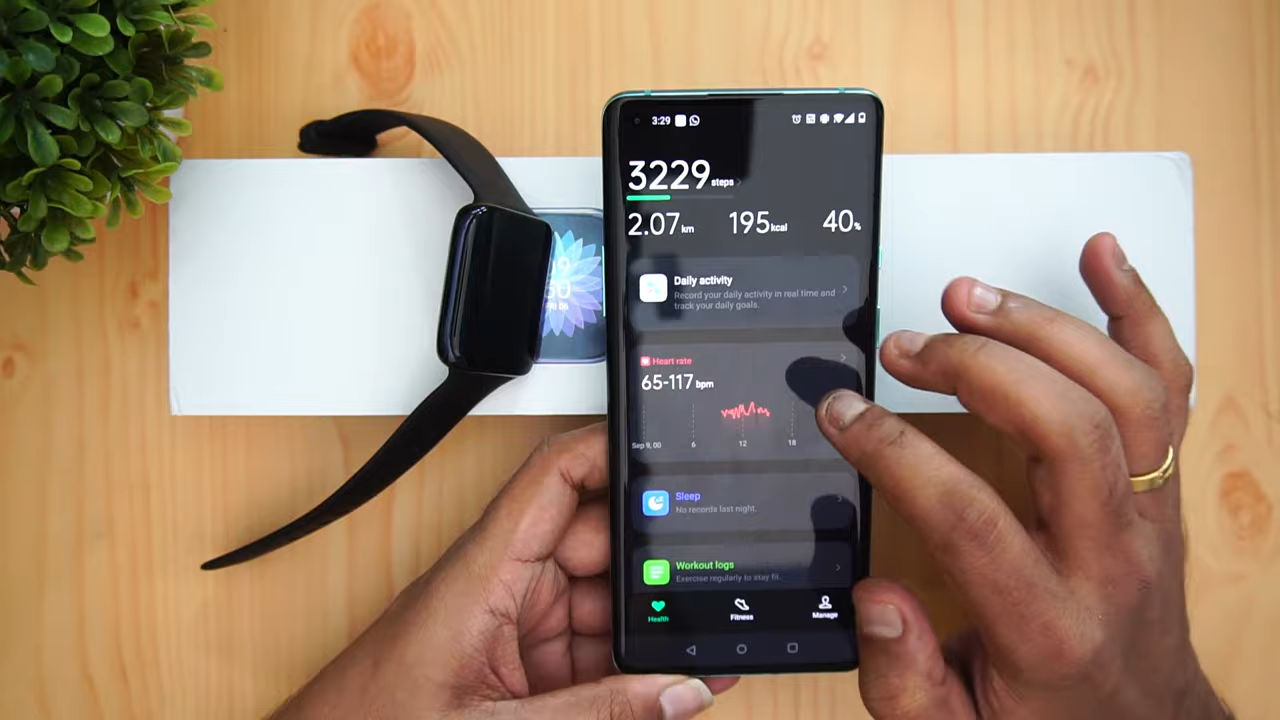 3:29
3229 steps
2.07 km 195 kcal 40%
Daily activity
Record your daily activity in real time and
track your daily goals.
Heart rate
65-117 bpm
Sep 9, 00 6 12 18
Sleep
No records last night.
Workout logs
Exercise regularly to stay fit.
Health Fitness Manage